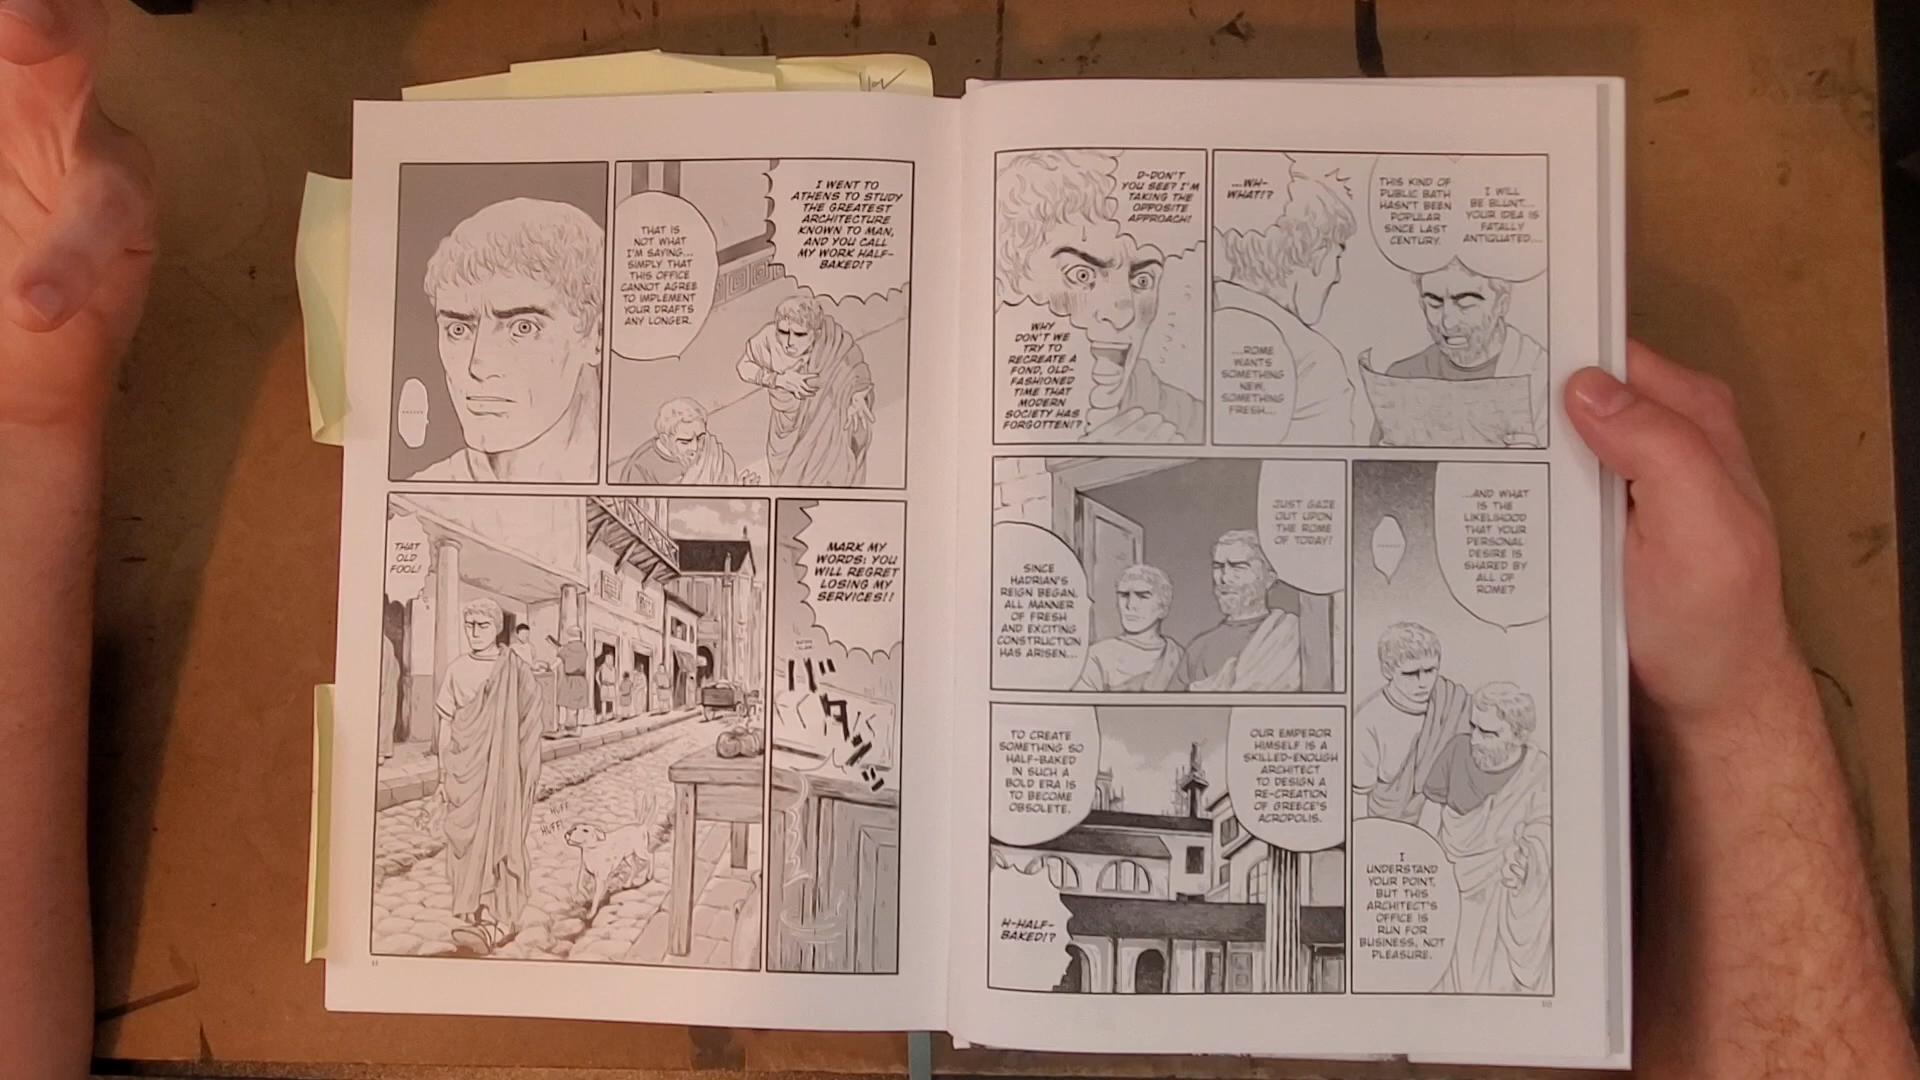 I WILL
BE BLUNT...
YOUR IDEA IS
FATALLY
ANTIQUATED...
THIS KIND OF
PUBLIC BATH
HASN'T BEEN
POPULAR
SINCE LAST
CENTURY.
...WH-
WHAT!?
...ROME
WANTS
SOMETHING
NEW,
SOMETHING
FRESH...
D-DON'T
YOU SEE? I'M
TAKING THE
OPPOSITE
APPROACH!
WHY
DON'T WE
TRY TO
RECREATE A
FOND, OLD-
FASHIONED
TIME THAT
MODERN
SOCIETY HAS
FORGOTTEN!?
...AND WHAT
IS THE
LIKELIHOOD
THAT YOUR
PERSONAL
DESIRE IS
SHARED BY
ALL OF
ROME?
......
I
UNDERSTAND
YOUR POINT,
BUT THIS
ARCHITECT'S
OFFICE IS
RUN FOR
BUSINESS, NOT
PLEASURE.
JUST GAZE
OUT UPON
THE ROME
OF TODAY!
SINCE
HADRIAN'S
REIGN BEGAN,
ALL MANNER
OF FRESH
AND EXCITING
CONSTRUCTION
HAS ARISEN...
OUR EMPEROR
HIMSELF IS A
SKILLED-ENOUGH
ARCHITECT
TO DESIGN A
RE-CREATION
OF GREECE'S
ACROPOLIS.
TO CREATE
SOMETHING SO
HALF-BAKED
IN SUCH A
BOLD ERA IS
TO BECOME
OBSOLETE.
H-HALF-
BAKED!?
I WENT TO
ATHENS TO STUDY
THE GREATEST
ARCHITECTURE
KNOWN TO MAN,
AND YOU CALL
MY WORK HALF-
BAKED!?
THAT IS
NOT WHAT
I'M SAYING...
SIMPLY THAT
THIS OFFICE
CANNOT AGREE
TO IMPLEMENT
YOUR DRAFTS
ANY LONGER.
......
MARK MY
WORDS: YOU
WILL REGRET
LOSING MY
SERVICES!!
THAT
OLD
FOOL!
HUFF
HUFF!
11